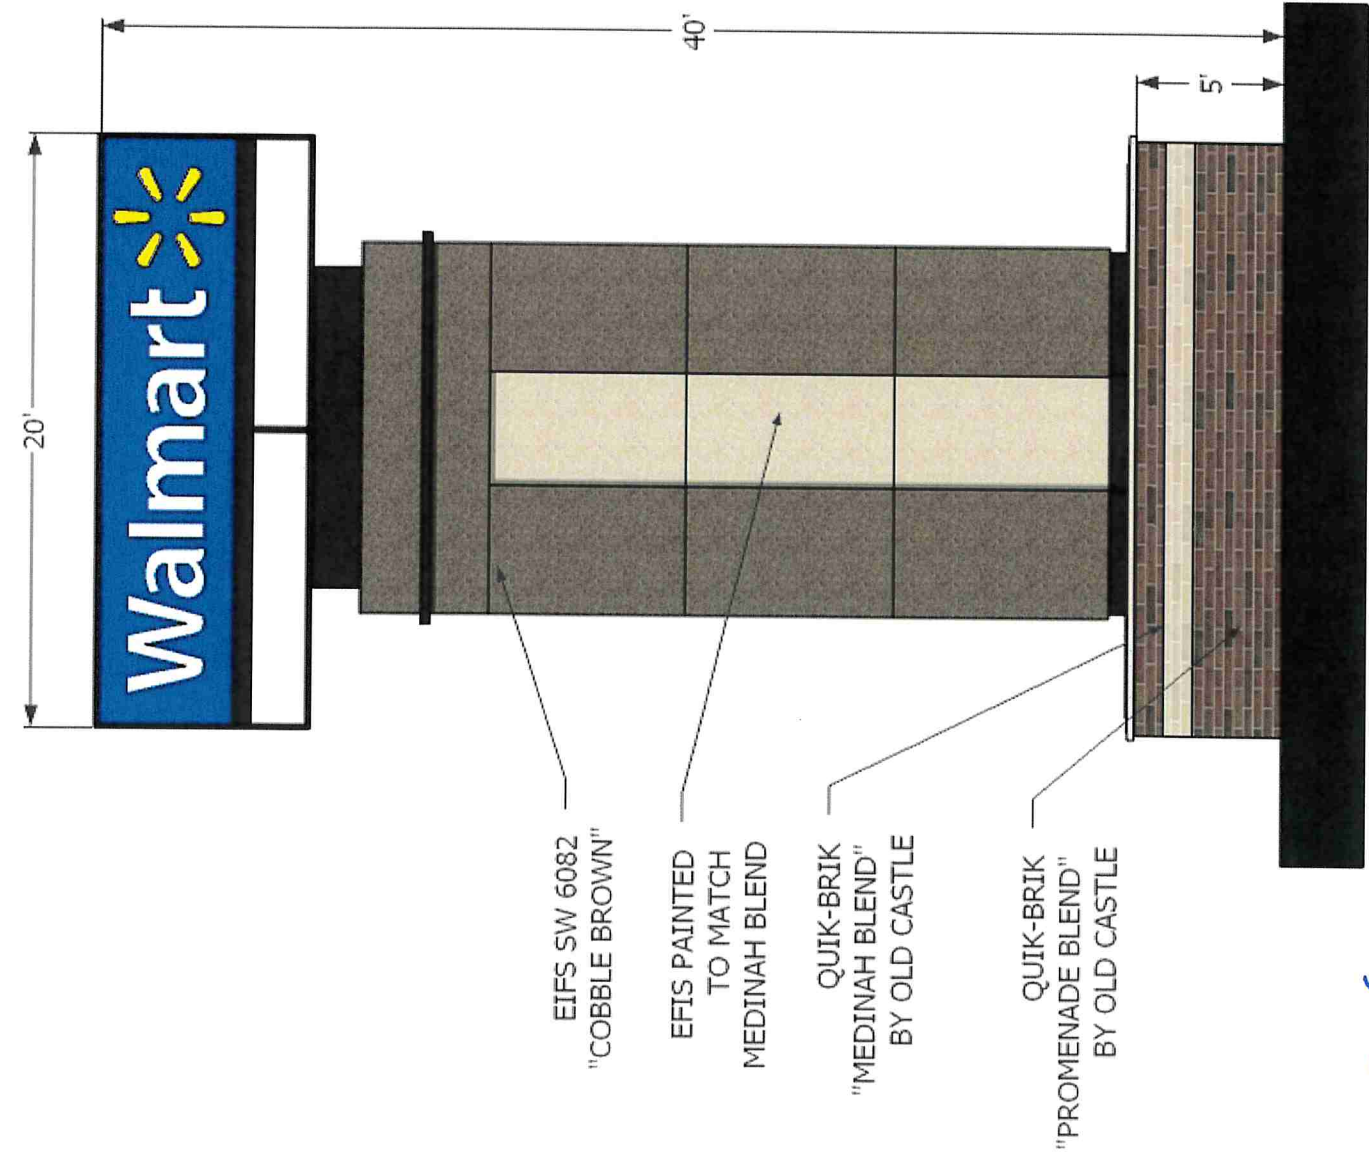 20'
40'
Walmart
5'
EIFS SW 6082
"COBBLE BROWN"
EFIS PAINTED
TO MATCH
MEDINAH BLEND
QUIK-BRIK
"MEDINAH BLEND"
BY OLD CASTLE
QUIK-BRIK
"PROMENADE BLEND"
BY OLD CASTLE